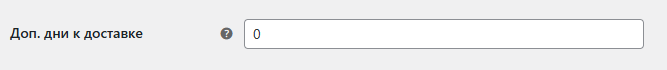 Доп. дни к доставке ? 0